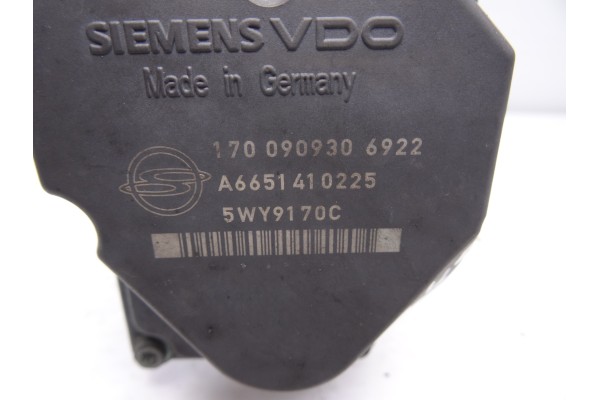 SIEMENS VDO
Made in Germany
170 090930 6922
A6651410225
5WY9170C